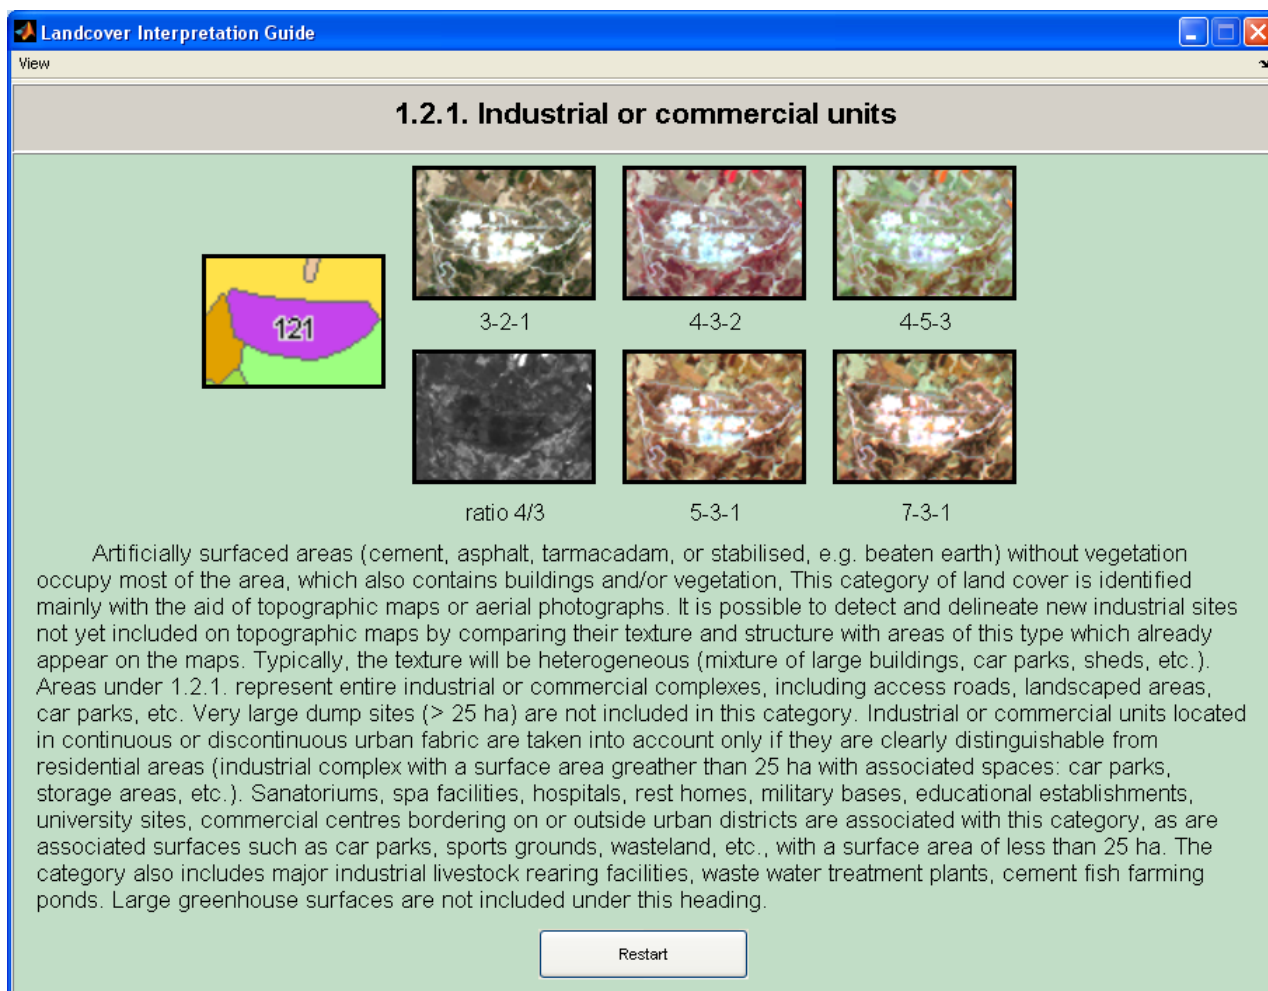 Landcover Interpretation Guide
View
1.2.1. Industrial or commercial units
121
3-2-1
4-3-2
4-5-3
ratio 4/3
5-3-1
7-3-1
Artificially surfaced areas (cement, asphalt, tarmacadam, or stabilised, e.g. beaten earth) without vegetation
occupy most of the area, which also contains buildings and/or vegetation, This category of land cover is identified
mainly with the aid of topographic maps or aerial photographs. It is possible to detect and delineate new industrial sites
not yet included on topographic maps by comparing their texture and structure with areas of this type which already
appear on the maps. Typically, the texture will be heterogeneous (mixture of large buildings, car parks, sheds, etc.).
Areas under 1.2.1. represent entire industrial or commercial complexes, including access roads, landscaped areas,
car parks, etc. Very large dump sites (> 25 ha) are not included in this category. Industrial or commercial units located
in continuous or discontinuous urban fabric are taken into account only if they are clearly distinguishable from
residential areas (industrial complex with a surface area greather than 25 ha with associated spaces: car parks,
storage areas, etc.). Sanatoriums, spa facilities, hospitals, rest homes, military bases, educational establishments,
university sites, commercial centres bordering on or outside urban districts are associated with this category, as are
associated surfaces such as car parks, sports grounds, wasteland, etc., with a surface area of less than 25 ha. The
category also includes major industrial livestock rearing facilities, waste water treatment plants, cement fish farming
ponds. Large greenhouse surfaces are not included under this heading.
Restart